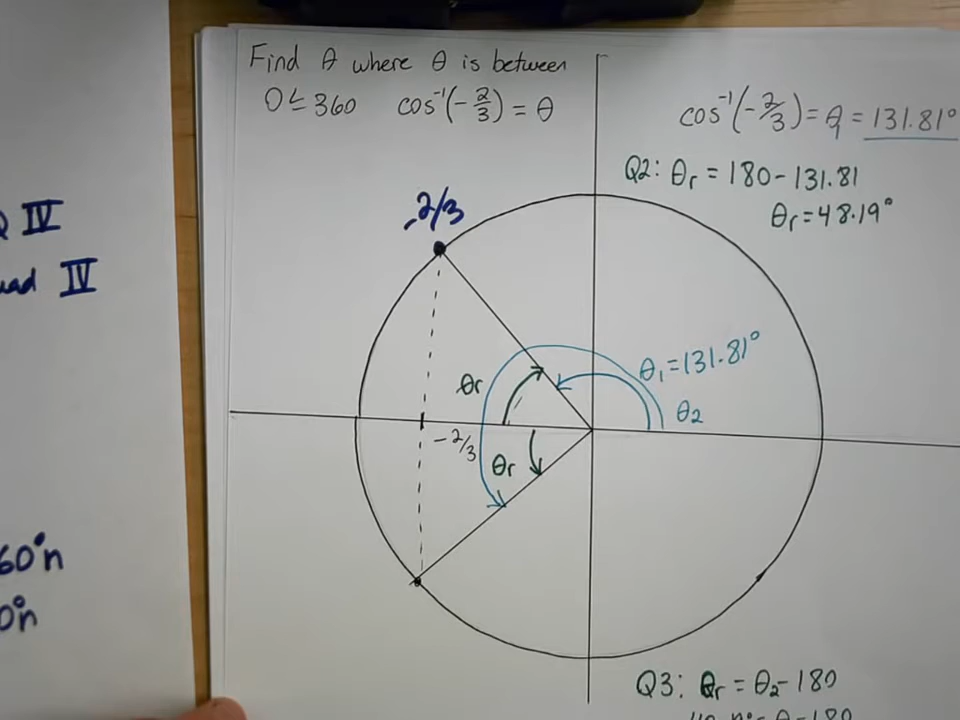 Find θ where θ is between
0≤360 cos⁻¹(-2/3) = θ
cos⁻¹(-2/3) = θ₁ = 131.81°
Q2: θr = 180 - 131.81
θr = 48.19°
-2/3
θ₁ = 131.81°
θ₂
θr
-2/3
θr
Q3: θr = θ₂ - 180
IV
IV
60°n
0°n